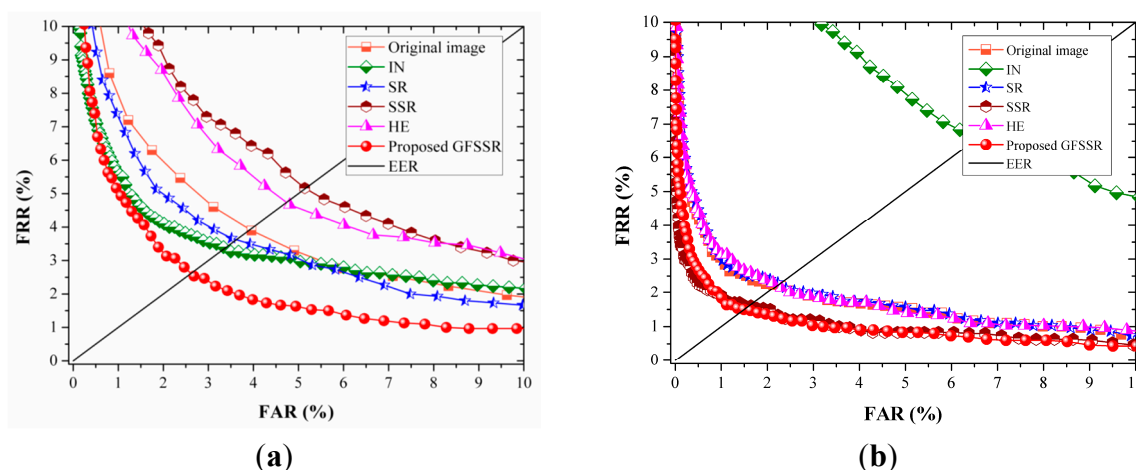 10
9
8
7
6
5
4
3
2
1
0
FRR (%)
Original image
IN
SR
SSR
HE
Proposed GFSSR
EER
0 1 2 3 4 5 6 7 8 9 10
FAR (%)
(a)
10
9
8
7
6
5
4
3
2
1
0
FRR (%)
Original image
IN
SR
SSR
HE
Proposed GFSSR
EER
0 1 2 3 4 5 6 7 8 9
FAR (%)
(b)